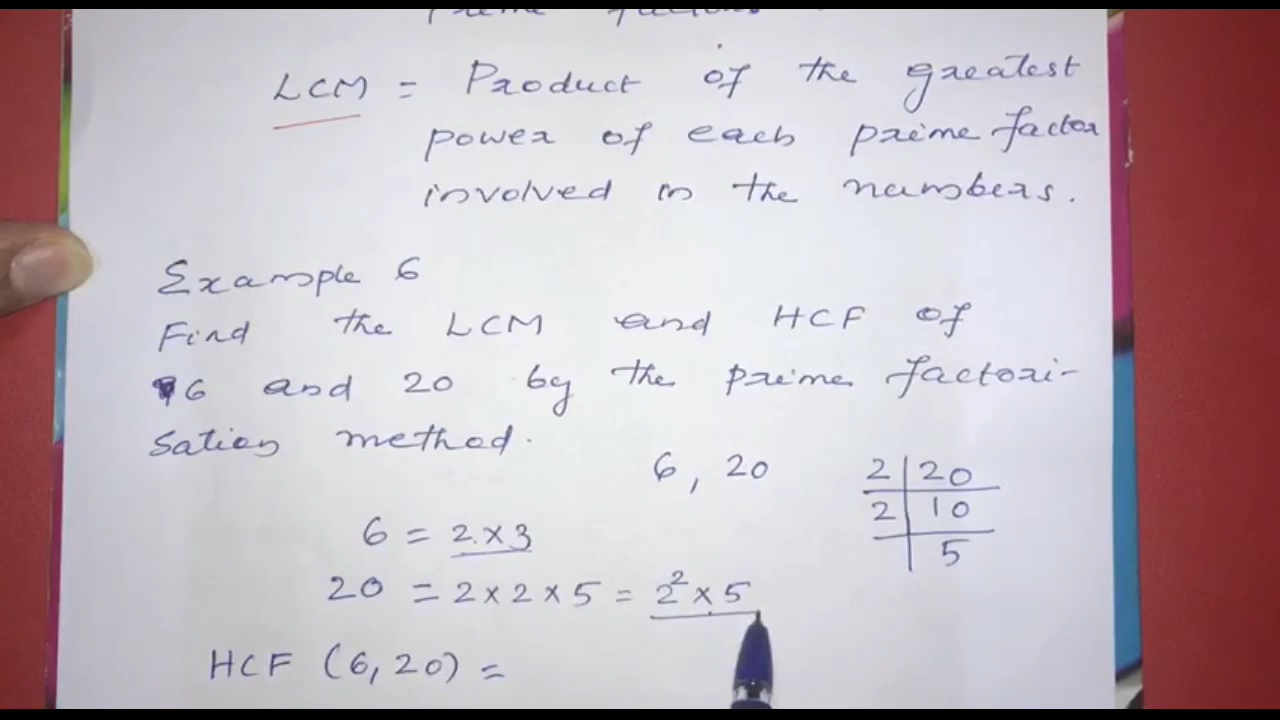 Prime factors
LCM = Product of the greatest
power of each prime factor
involved in the numbers.
Example 6
Find the LCM and HCF of
6 and 20 by the prime factori-
sation method.
6, 20
2 | 20
2 | 10
5
6 = 2 × 3
20 = 2 × 2 × 5 = 2² × 5
HCF (6, 20) =